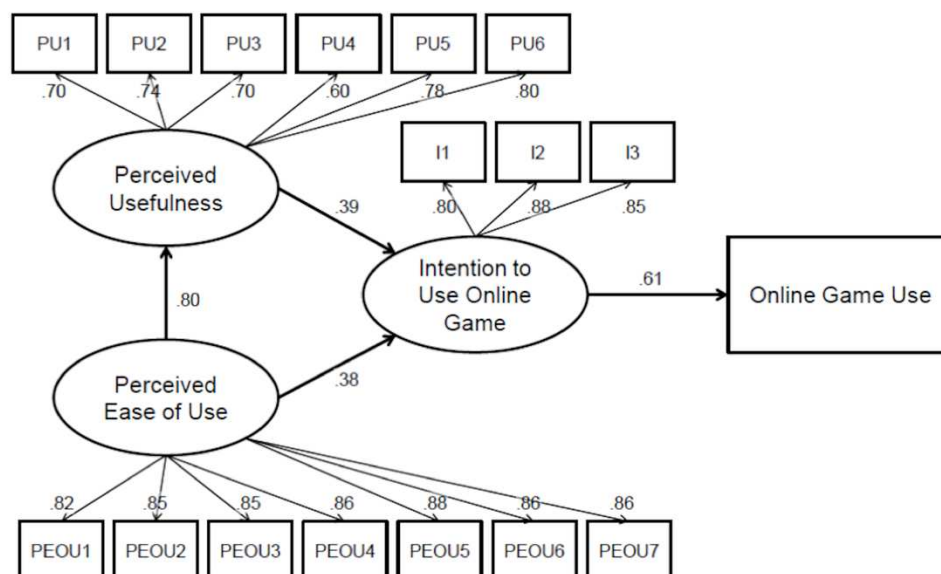 PU1 PU2 PU3 PU4 PU5 PU6
.70 .74 .70 .60 .78 .80
I1 I2 I3
.80 .88 .85
Perceived
Usefulness
.39
Intention to
Use Online
Game
.61
Online Game Use
.80
.38
Perceived
Ease of Use
.82 .85 .85 .86 .88 .86 .86
PEOU1 PEOU2 PEOU3 PEOU4 PEOU5 PEOU6 PEOU7